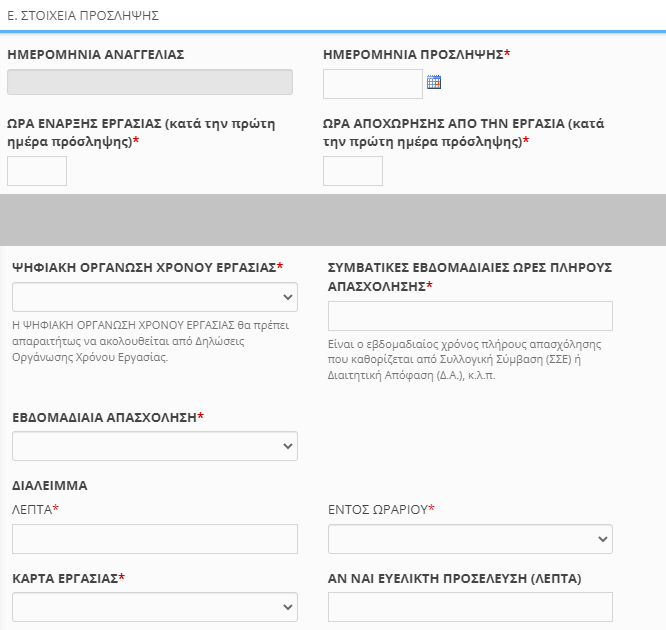 Ε. ΣΤΟΙΧΕΙΑ ΠΡΟΣΛΗΨΗΣ
ΗΜΕΡΟΜΗΝΙΑ ΑΝΑΓΓΕΛΙΑΣ
ΗΜΕΡΟΜΗΝΙΑ ΠΡΟΣΛΗΨΗΣ*
ΩΡΑ ΕΝΑΡΞΗΣ ΕΡΓΑΣΙΑΣ (κατά την πρώτη
ημέρα πρόσληψης)*
ΩΡΑ ΑΠΟΧΩΡΗΣΗΣ ΑΠΟ ΤΗΝ ΕΡΓΑΣΙΑ (κατά
την πρώτη ημέρα πρόσληψης)*
ΨΗΦΙΑΚΗ ΟΡΓΑΝΩΣΗ ΧΡΟΝΟΥ ΕΡΓΑΣΙΑΣ*
Η ΨΗΦΙΑΚΗ ΟΡΓΑΝΩΣΗ ΧΡΟΝΟΥ ΕΡΓΑΣΙΑΣ θα πρέπει
απαραιτήτως να ακολουθείται από Δηλώσεις
Οργάνωσης Χρόνου Εργασίας.
ΣΥΜΒΑΤΙΚΕΣ ΕΒΔΟΜΑΔΙΑΙΕΣ ΩΡΕΣ ΠΛΗΡΟΥΣ
ΑΠΑΣΧΟΛΗΣΗΣ*
Είναι ο εβδομαδιαίος χρόνος πλήρους απασχόλησης
που καθορίζεται από Συλλογική Σύμβαση (ΣΣΕ) ή
Διαιτητική Απόφαση (Δ.Α.), κ.λ.π.
ΕΒΔΟΜΑΔΙΑΙΑ ΑΠΑΣΧΟΛΗΣΗ*
ΔΙΑΛΕΙΜΜΑ
ΛΕΠΤΑ*
ΕΝΤΟΣ ΩΡΑΡΙΟΥ*
ΚΑΡΤΑ ΕΡΓΑΣΙΑΣ*
ΑΝ ΝΑΙ ΕΥΕΛΙΚΤΗ ΠΡΟΣΕΛΕΥΣΗ (ΛΕΠΤΑ)